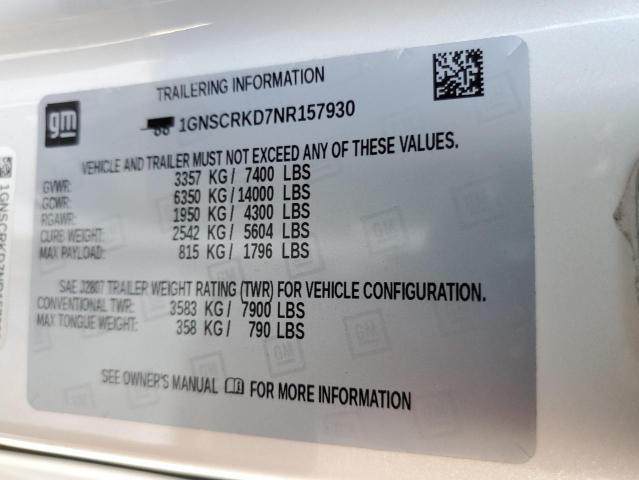 TRAILERING INFORMATION
gm
1GNSCRKD7NR157930
VEHICLE AND TRAILER MUST NOT EXCEED ANY OF THESE VALUES.
GVWR: 3357 KG/ 7400 LBS
GCWR: 6350 KG/14000 LBS
RGAWR: 1950 KG/ 4300 LBS
CURB WEIGHT: 2542 KG/ 5604 LBS
MAX PAYLOAD: 815 KG/ 1796 LBS
SAE J2807 TRAILER WEIGHT RATING (TWR) FOR VEHICLE CONFIGURATION.
CONVENTIONAL TWR: 3583 KG/ 7900 LBS
MAX TONGUE WEIGHT: 358 KG/ 790 LBS
SEE OWNER'S MANUAL FOR MORE INFORMATION